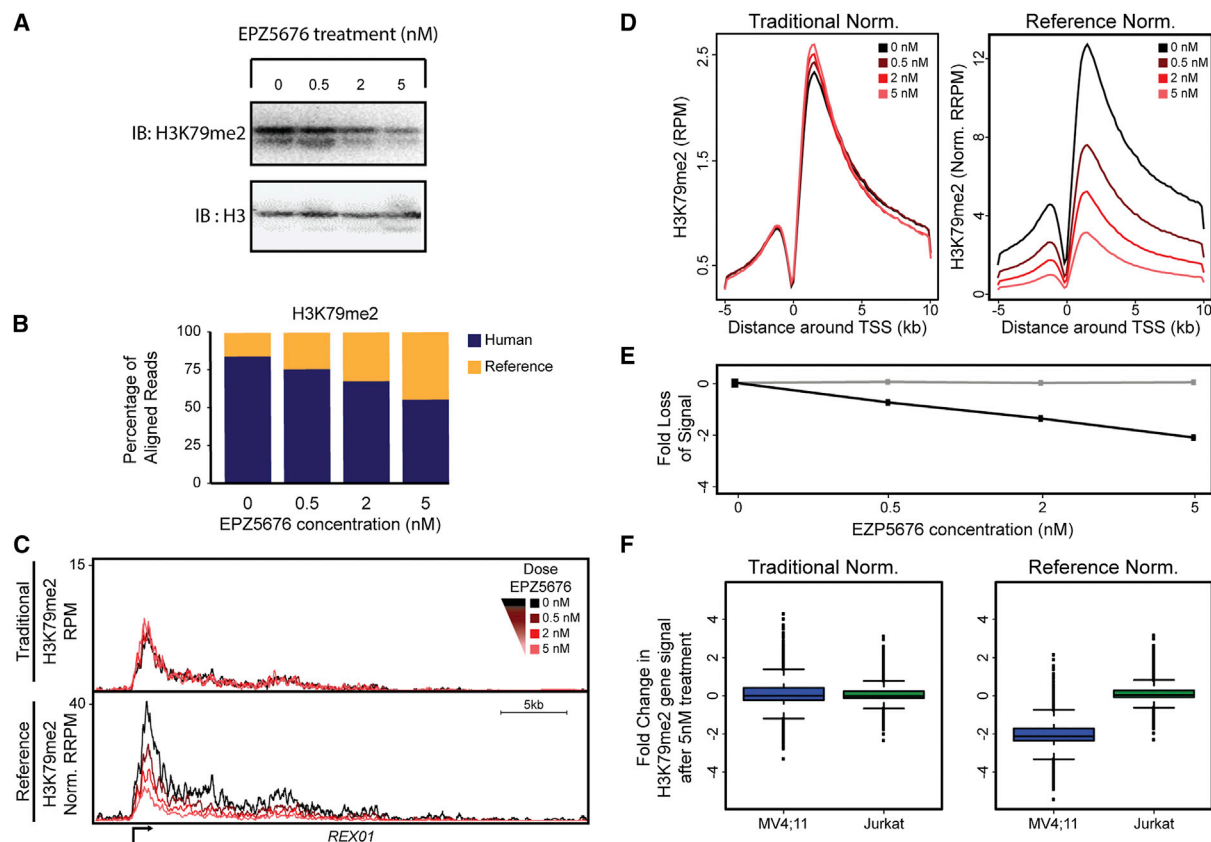 A
EPZ5676 treatment (nM)
0 0.5 2 5
IB: H3K79me2
IB : H3
B
H3K79me2
Percentage of
Aligned Reads
100
75
50
25
0
Human
Reference
0 0.5 2 5
EPZ5676 concentration (nM)
C
Traditional
H3K79me2
RPM
15
Dose
EPZ5676
0 nM
0.5 nM
2 nM
5 nM
Reference
H3K79me2
Norm. RRPM
40
5kb
REX01
D
Traditional Norm.
H3K79me2 (RPM)
2.5
1.5
0.5
0 nM
0.5 nM
2 nM
5 nM
-5 0 5 10
Distance around TSS (kb)
Reference Norm.
H3K79me2 (Norm. RRPM)
12
8
4
0
0 nM
0.5 nM
2 nM
5 nM
-5 0 5 10
Distance around TSS (kb)
E
Fold Loss
of Signal
0
-2
-4
0 0.5 2 5
EZP5676 concentration (nM)
F
Traditional Norm.
Fold Change in
H3K79me2 gene signal
after 5nM treatment
4
2
0
-2
-4
MV4;11 Jurkat
Reference Norm.
4
2
0
-2
-4
MV4;11 Jurkat